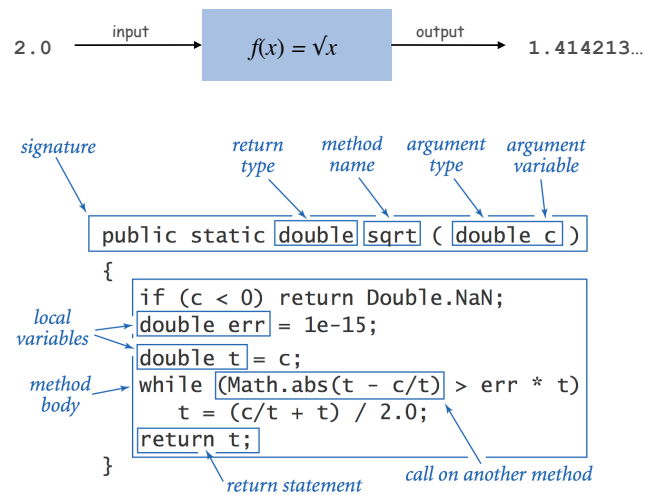 input
output
2.0
f(x) = √x
1.414213…
signature
return
type
method
name
argument
type
argument
variable
public static double sqrt ( double c )
{
if (c < 0) return Double.NaN;
local
variables
double err = 1e-15;
double t = c;
method
body
while (Math.abs(t - c/t) > err * t)
t = (c/t + t) / 2.0;
return t;
}
return statement
call on another method